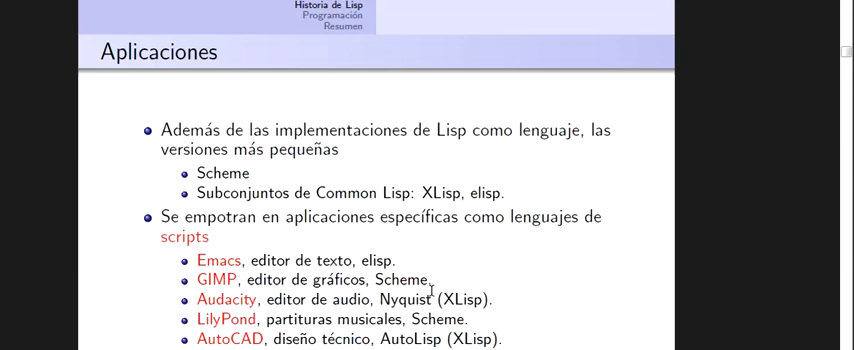 Historia de Lisp
Programación
Resumen
Aplicaciones
Además de las implementaciones de Lisp como lenguaje, las
versiones más pequeñas
Scheme
Subconjuntos de Common Lisp: XLisp, elisp.
Se empotran en aplicaciones específicas como lenguajes de
scripts
Emacs, editor de texto, elisp.
GIMP, editor de gráficos, Scheme.
Audacity, editor de audio, Nyquist (XLisp).
LilyPond, partituras musicales, Scheme.
AutoCAD, diseño técnico, AutoLisp (XLisp).